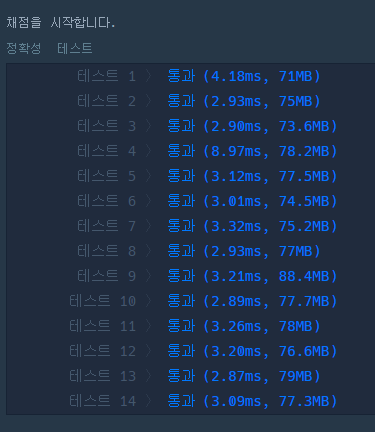 채점을 시작합니다.
정확성 테스트
테스트 1 〉 통과 (4.18ms, 71MB)
테스트 2 〉 통과 (2.93ms, 75MB)
테스트 3 〉 통과 (2.90ms, 73.6MB)
테스트 4 〉 통과 (8.97ms, 78.2MB)
테스트 5 〉 통과 (3.12ms, 77.5MB)
테스트 6 〉 통과 (3.01ms, 74.5MB)
테스트 7 〉 통과 (3.32ms, 75.2MB)
테스트 8 〉 통과 (2.93ms, 77MB)
테스트 9 〉 통과 (3.21ms, 88.4MB)
테스트 10 〉 통과 (2.89ms, 77.7MB)
테스트 11 〉 통과 (3.26ms, 78MB)
테스트 12 〉 통과 (3.20ms, 76.6MB)
테스트 13 〉 통과 (2.87ms, 79MB)
테스트 14 〉 통과 (3.09ms, 77.3MB)